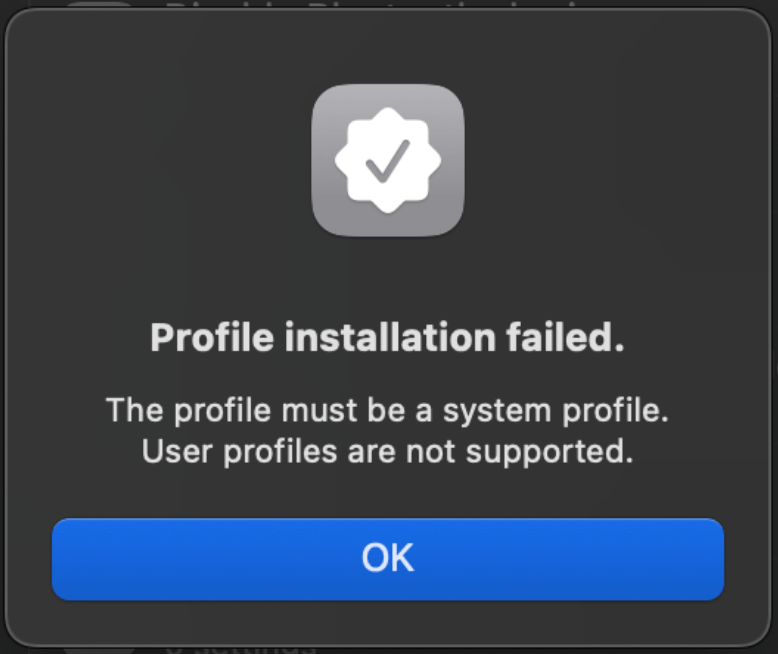 Profile installation failed.
The profile must be a system profile.
User profiles are not supported.
OK